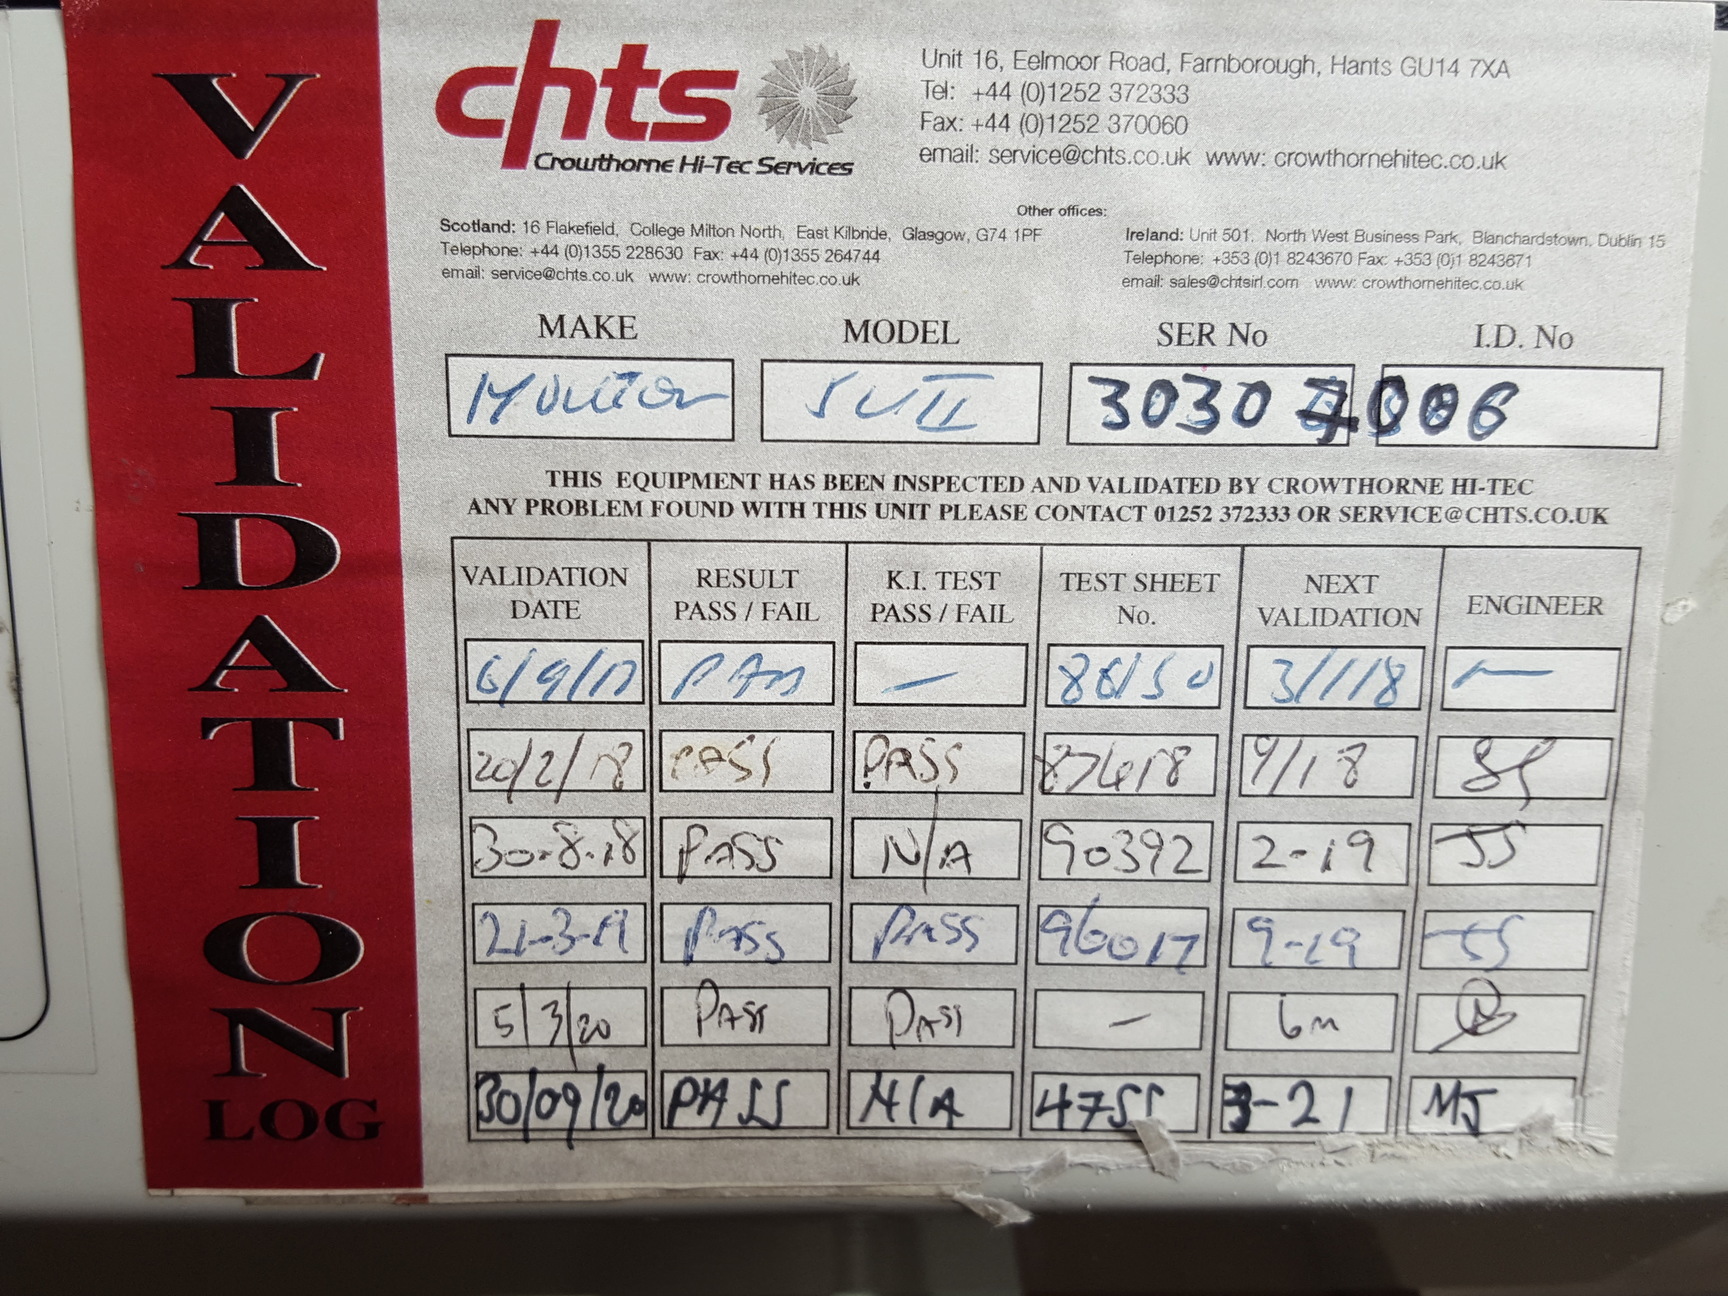 VALIDATION LOG
chts
Crowthorne Hi-Tec Services
Unit 16, Eelmoor Road, Farnborough, Hants GU14 7XA
Tel: +44 (0)1252 372333
Fax: +44 (0)1252 370060
email: service@chts.co.uk www: crowthornehitec.co.uk
Other offices:
Scotland: 16 Flakefield, College Milton North, East Kilbride, Glasgow, G74 1PF
Telephone: +44 (0)1355 228630 Fax: +44 (0)1355 264744
email: service@chts.co.uk www: crowthornehitec.co.uk
Ireland: Unit 501, North West Business Park, Blanchardstown, Dublin 15
Telephone: +353 (0)1 8243670 Fax: +353 (0)1 8243671
email: sales@chtsirl.com www: crowthornehitec.co.uk
MAKE MODEL SER No I.D. No
30307006
THIS EQUIPMENT HAS BEEN INSPECTED AND VALIDATED BY CROWTHORNE HI-TEC
ANY PROBLEM FOUND WITH THIS UNIT PLEASE CONTACT 01252 372333 OR SERVICE@CHTS.CO.UK
VALIDATION DATE RESULT PASS / FAIL K.I. TEST PASS / FAIL TEST SHEET No. NEXT VALIDATION ENGINEER
6/9/17 PASS — 86150 3/1/18
20/2/18 PASS PASS 87618 9/18
30.8.18 PASS N/A 90392 2-19 JS
21-3-19 PASS PASS 96017 9-19 JS
5/3/20 PASS PASS — 6m
30/09/20 PASS N/A 4755 3-21 MJ